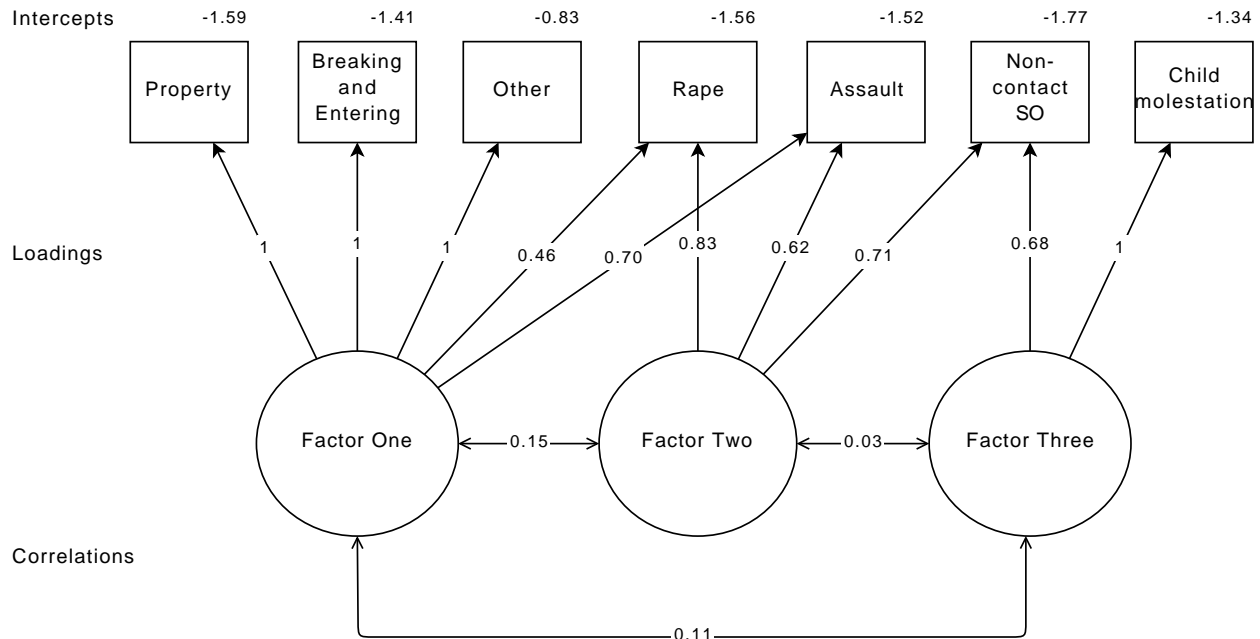 Intercepts -1.59 -1.41 -0.83 -1.56 -1.52 -1.77 -1.34
Property
Breaking
and
Entering
Other
Rape
Assault
Non-
contact
SO
Child
molestation
Loadings
1 1 1 0.46 0.70 0.83 0.62 0.71 0.68 1
Factor One 0.15 Factor Two 0.03 Factor Three
Correlations
0.11